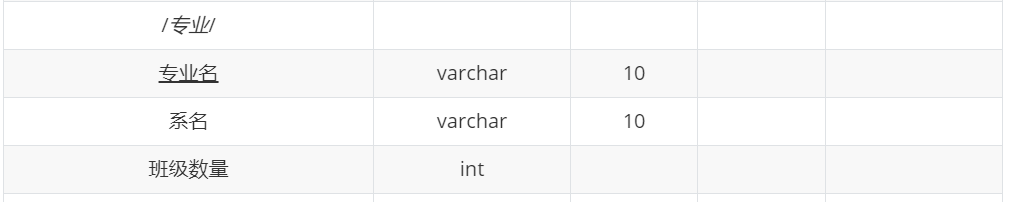 /专业/
专业名 varchar 10
系名 varchar 10
班级数量 int